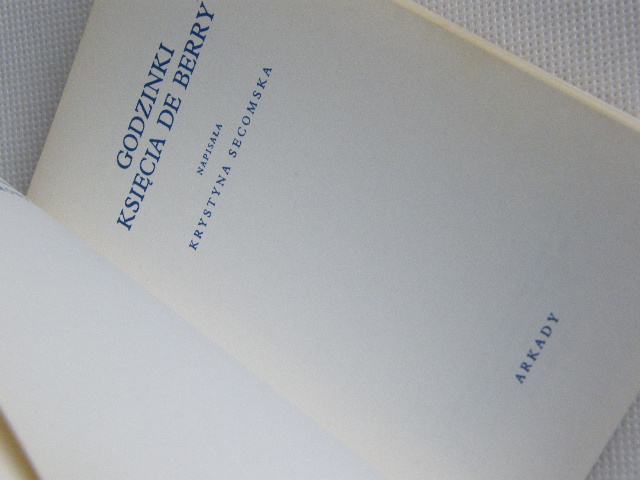 GODZINKI
KSIĘCIA DE BERRY
NAPISAŁA
KRYSTYNA SECOMSKA
ARKADY